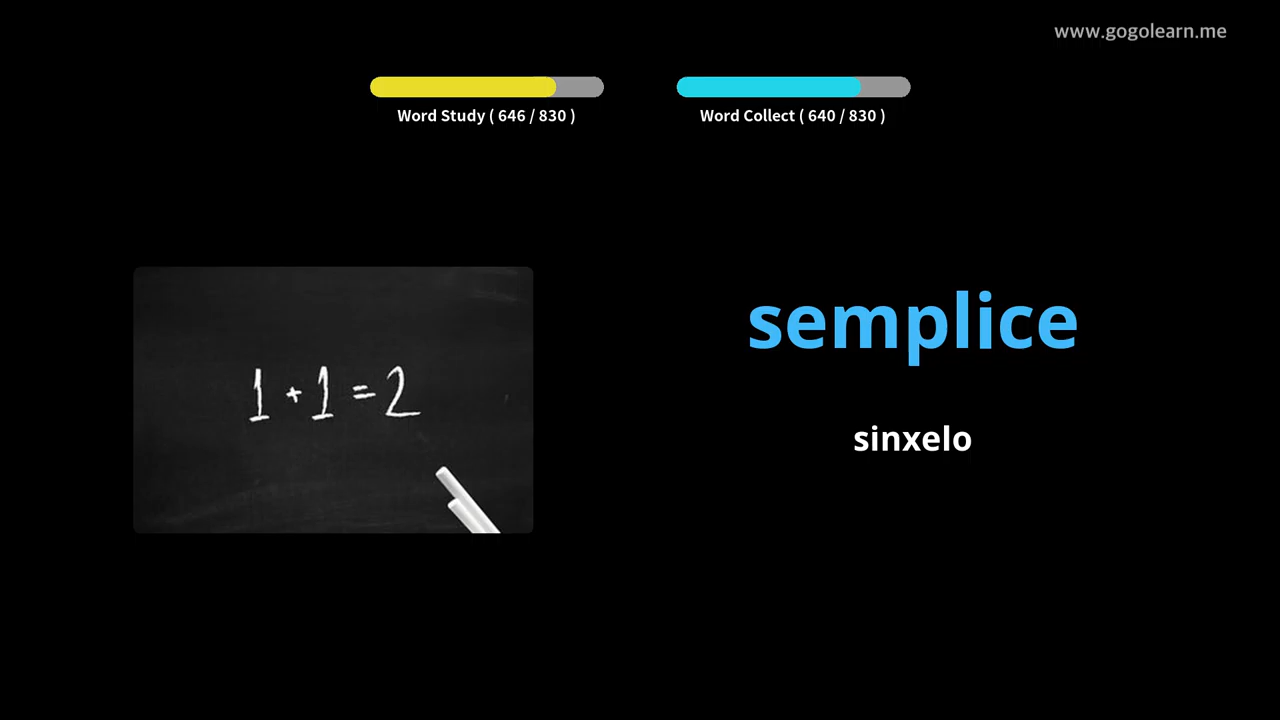 www.gogolearn.me
Word Study ( 646 / 830 )
Word Collect ( 640 / 830 )
1 + 1 = 2
semplice
sinxelo